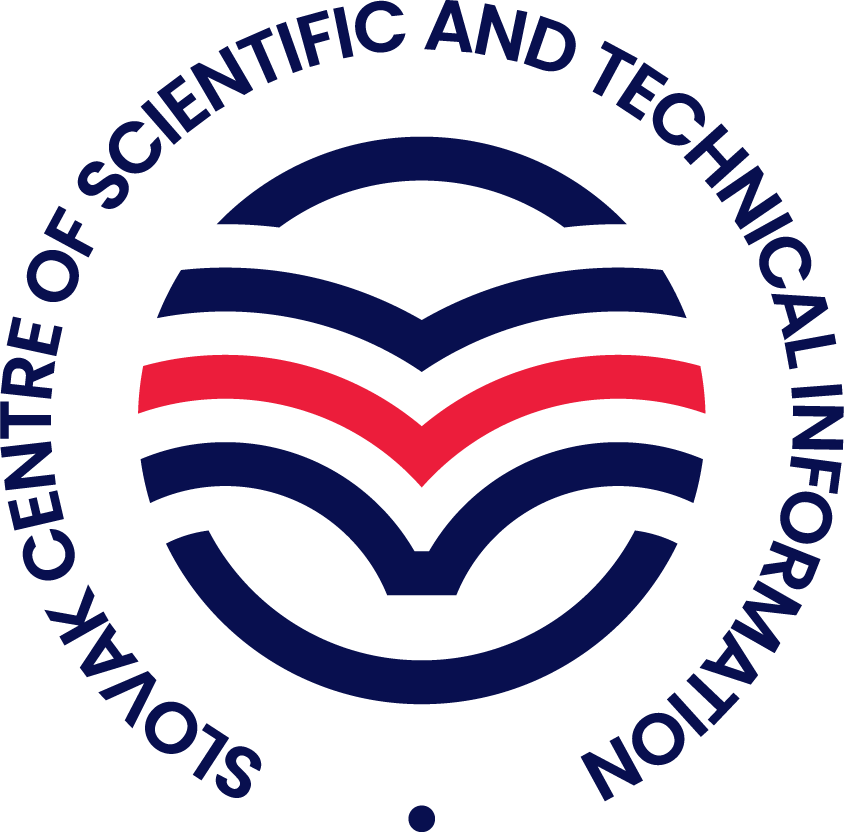 SLOVAK CENTRE OF SCIENTIFIC AND TECHNICAL INFORMATION